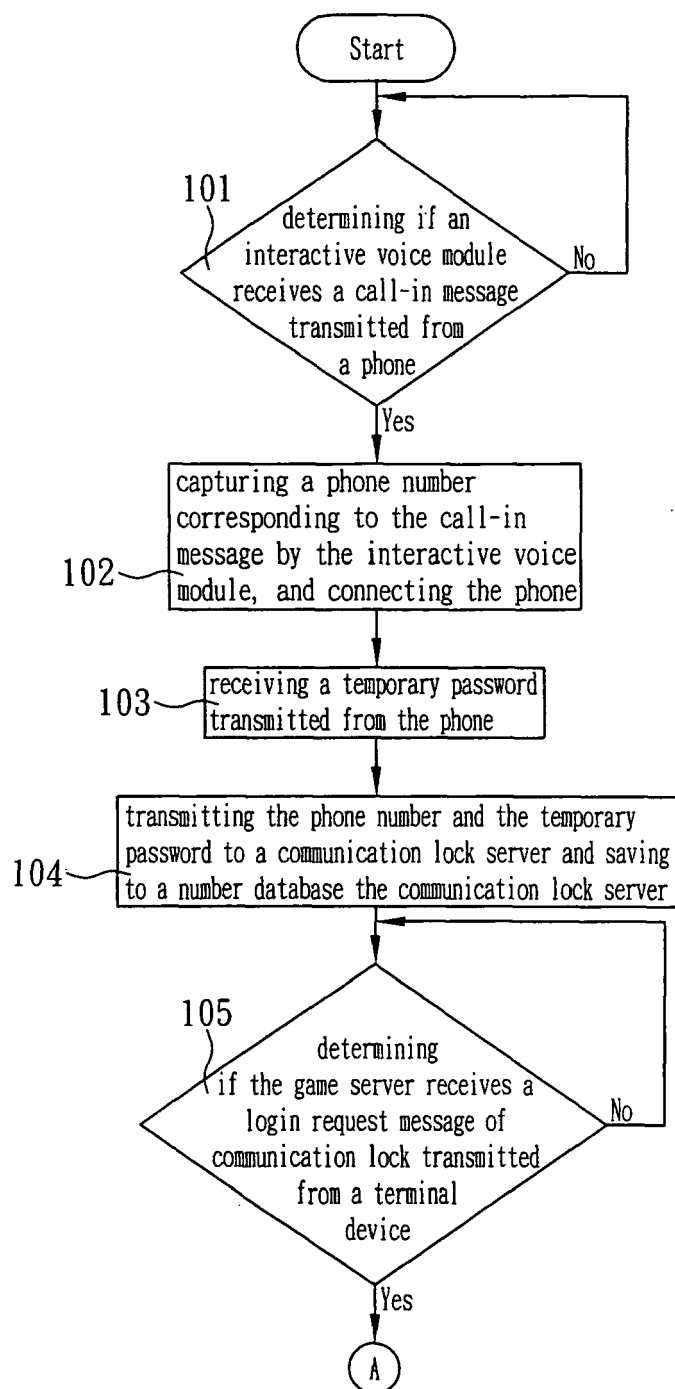 Start
101
determining if an
interactive voice module
receives a call-in message
transmitted from
a phone
No
Yes
capturing a phone number
corresponding to the call-in
message by the interactive voice
module, and connecting the phone
102
receiving a temporary password
transmitted from the phone
103
transmitting the phone number and the temporary
password to a communication lock server and saving
to a number database the communication lock server
104
105
determining
if the game server receives a
login request message of
communication lock transmitted
from a terminal
device
No
Yes
A